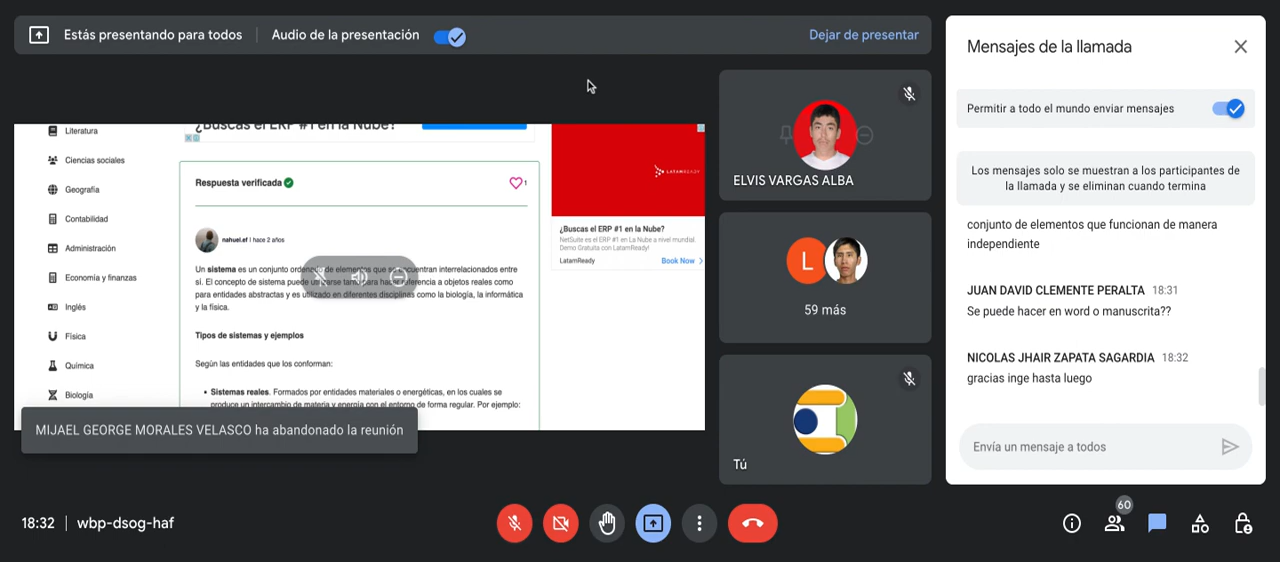 Estás presentando para todos
Audio de la presentación
Dejar de presentar
Literatura
Ciencias sociales
Geografía
Contabilidad
Administración
Economía y finanzas
Inglés
Física
Química
Biología
¿Buscas el ERP #1 en la Nube?
Respuesta verificada
1
nahuel.ef | hace 2 años
Un sistema es un conjunto ordenado de elementos que se encuentran interrelacionados entre
sí. El concepto de sistema puede utilizarse tanto para hacer referencia a objetos reales como
para entidades abstractas y es utilizado en diferentes disciplinas como la biología, la informática
y la física.
Tipos de sistemas y ejemplos
Según las entidades que los conforman:
Sistemas reales. Formados por entidades materiales o energéticas, en los cuales se
produce un intercambio de materia y energía con el entorno de forma regular. Por ejemplo:
LATAMREADY
¿Buscas el ERP #1 en la Nube?
NetSuite es el ERP #1 en La Nube a nivel mundial.
Demo Gratuita con LatamReady!
LatamReady
Book Now
MIJAEL GEORGE MORALES VELASCO ha abandonado la reunión
ELVIS VARGAS ALBA
L
59 más
Tú
Mensajes de la llamada
Permitir a todo el mundo enviar mensajes
Los mensajes solo se muestran a los participantes de
la llamada y se eliminan cuando termina
conjunto de elementos que funcionan de manera
independiente
JUAN DAVID CLEMENTE PERALTA 18:31
Se puede hacer en word o manuscrita??
NICOLAS JHAIR ZAPATA SAGARDIA 18:32
gracias inge hasta luego
Envía un mensaje a todos
18:32 | wbp-dsog-haf
60